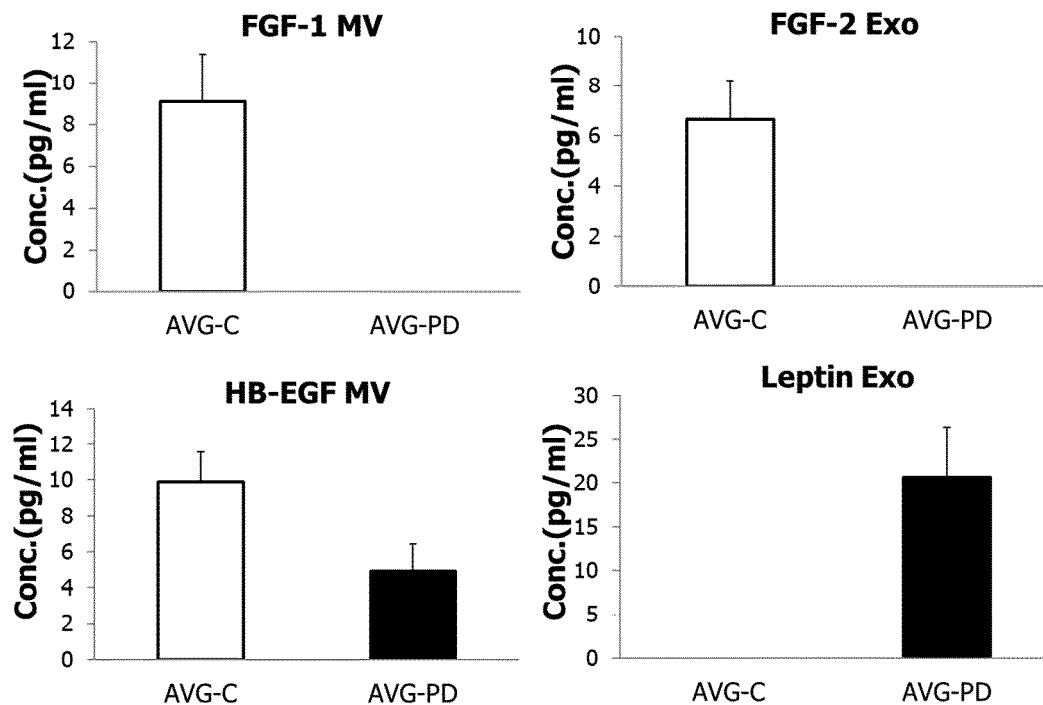 FGF-1 MV
Conc.(pg/ml)
12
10
8
6
4
2
0
AVG-C AVG-PD
FGF-2 Exo
Conc.(pg/ml)
10
8
6
4
2
0
AVG-C AVG-PD
HB-EGF MV
Conc.(pg/ml)
14
12
10
8
6
4
2
0
AVG-C AVG-PD
Leptin Exo
Conc.(pg/ml)
30
25
20
15
10
5
0
AVG-C AVG-PD